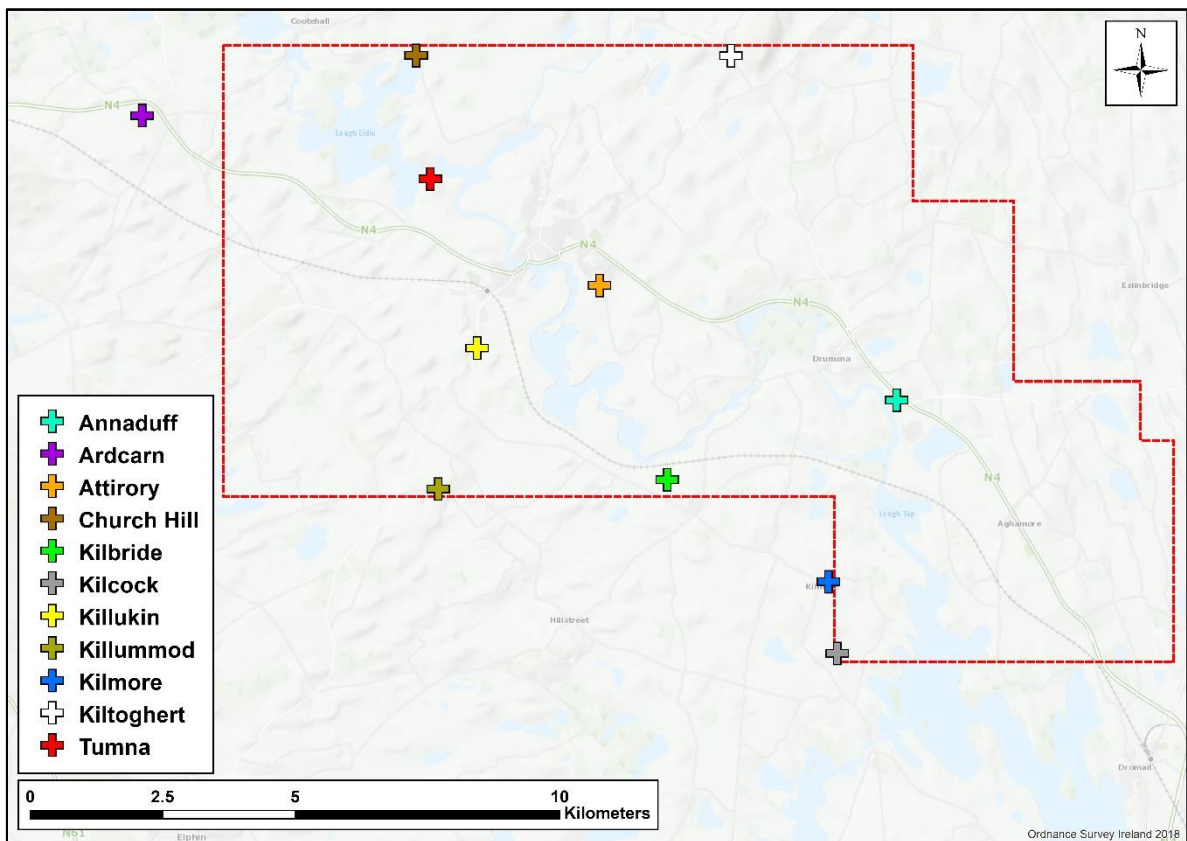 Cootehall
N
N4
Lough Eidin
N4
N4
Eslinbridge
N4
Drumsna
Annaduff
Ardcarn
Attirory
Church Hill
Kilbride
Kilcock
Killukin
Killummod
Kilmore
Kiltoghert
Tumna
N4
Lough Tap
Aghamore
Hillstreet
Dromad
0 2.5 5 10
Kilometers
N61
Elphin
Ordnance Survey Ireland 2018